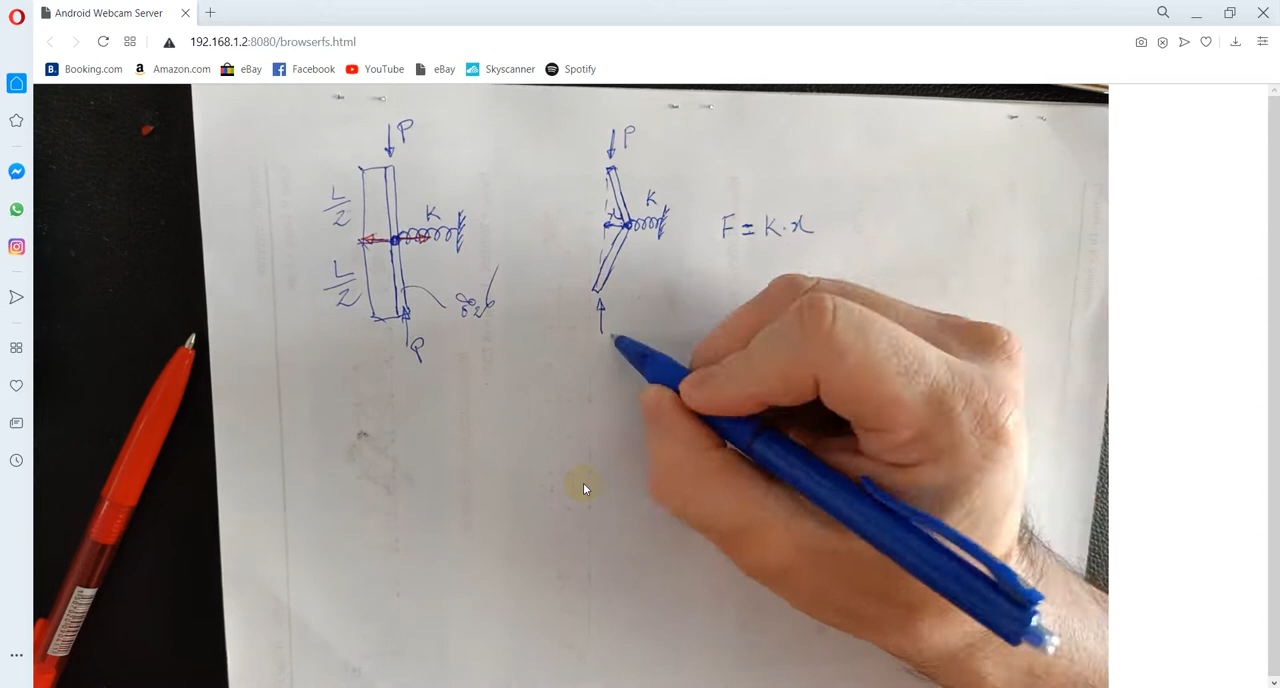 Android Webcam Server
192.168.1.2:8080/browserfs.html
Booking.com
Amazon.com
eBay
Facebook
YouTube
eBay
Skyscanner
Spotify
P
L/2
K
L/2
P
P
x
K
F = K·x